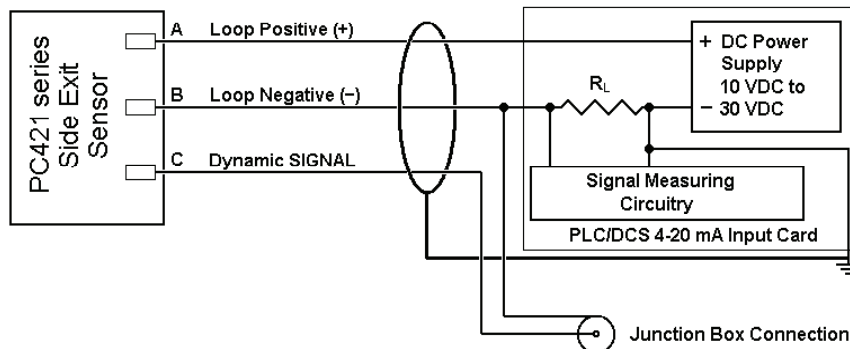 PC421 series
Side Exit
Sensor
A Loop Positive (+)
B Loop Negative (−)
C Dynamic SIGNAL
RL
+ DC Power
Supply
10 VDC to
− 30 VDC
Signal Measuring
Circuitry
PLC/DCS 4-20 mA Input Card
Junction Box Connection